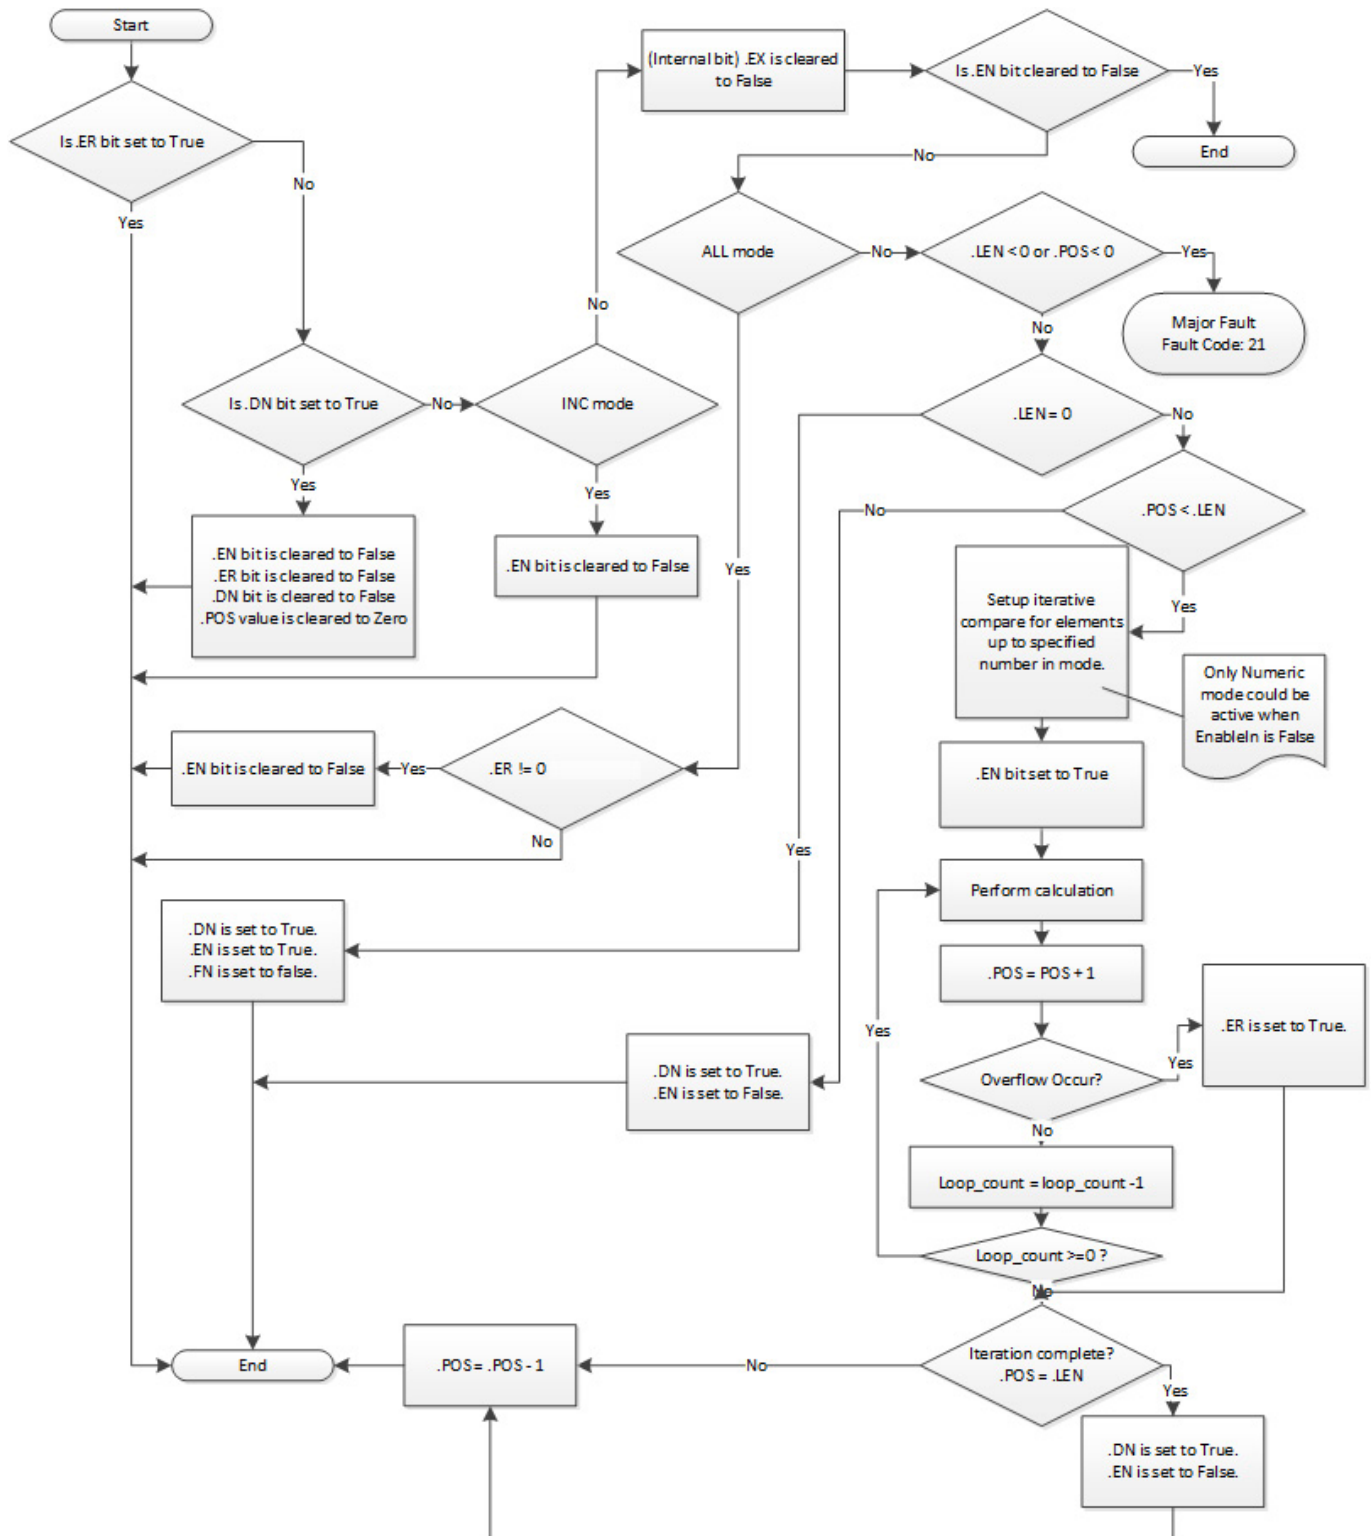 Start
Is .ER bit set to True
No
Yes
(Internal bit) .EX is cleared
to False
Is .EN bit cleared to False
Yes
End
No
ALL mode
No
.LEN < 0 or .POS < 0
Yes
Major Fault
Fault Code: 21
No
No
Is .DN bit set to True
No
INC mode
.LEN = 0
No
Yes
Yes
.POS < .LEN
No
.EN bit is cleared to False
.ER bit is cleared to False
.DN bit is cleared to False
.POS value is cleared to Zero
.EN bit is cleared to False
Yes
Yes
Setup iterative
compare for elements
up to specified
number in mode.
Only Numeric
mode could be
active when
EnableIn is False
.EN bit is cleared to False
Yes
.ER != 0
No
.EN bit set to True
Yes
Perform calculation
.DN is set to True.
.EN is set to True.
.FN is set to false.
.POS = POS + 1
Yes
.ER is set to True.
Yes
Overflow Occur?
.DN is set to True.
.EN is set to False.
No
Loop_count = loop_count -1
Loop_count >=0 ?
No
End
.POS= .POS - 1
No
Iteration complete?
.POS = .LEN
Yes
.DN is set to True.
.EN is set to False.